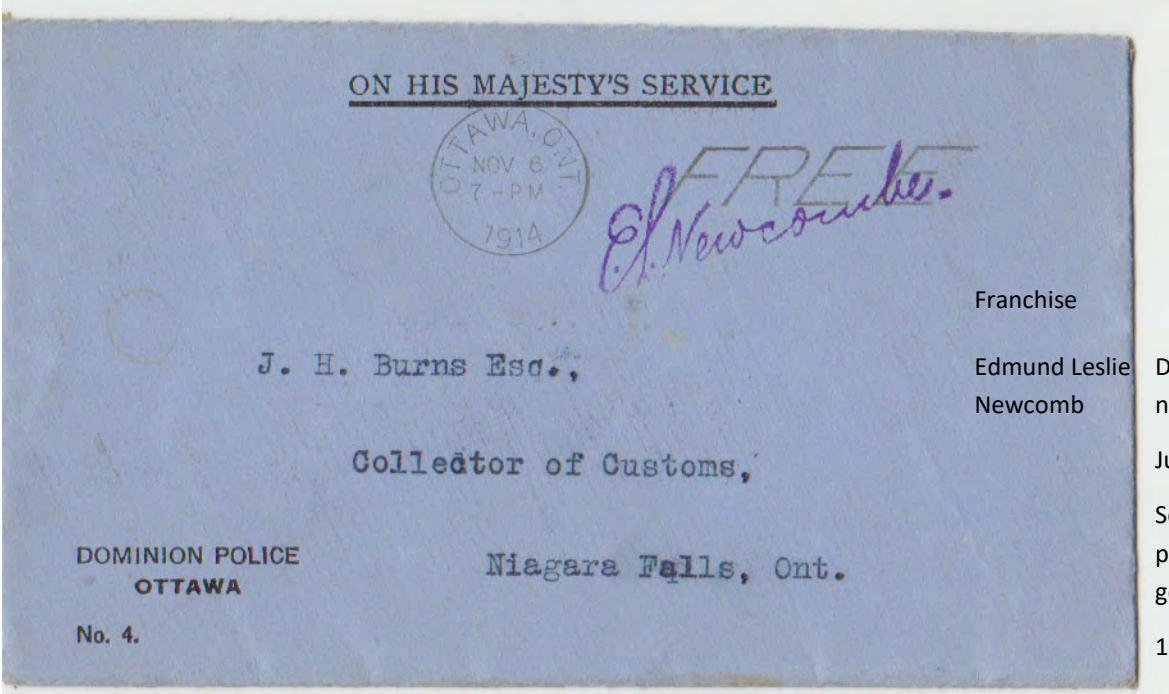 ON HIS MAJESTY'S SERVICE
OTTAWA, ONT.
NOV 6
7-PM
1914
FREE
E.L. Newcombe.
Franchise
J. H. Burns Esq.,
Edmund Leslie
Newcomb
Collector of Customs,
DOMINION POLICE
OTTAWA
Niagara Falls, Ont.
No. 4.